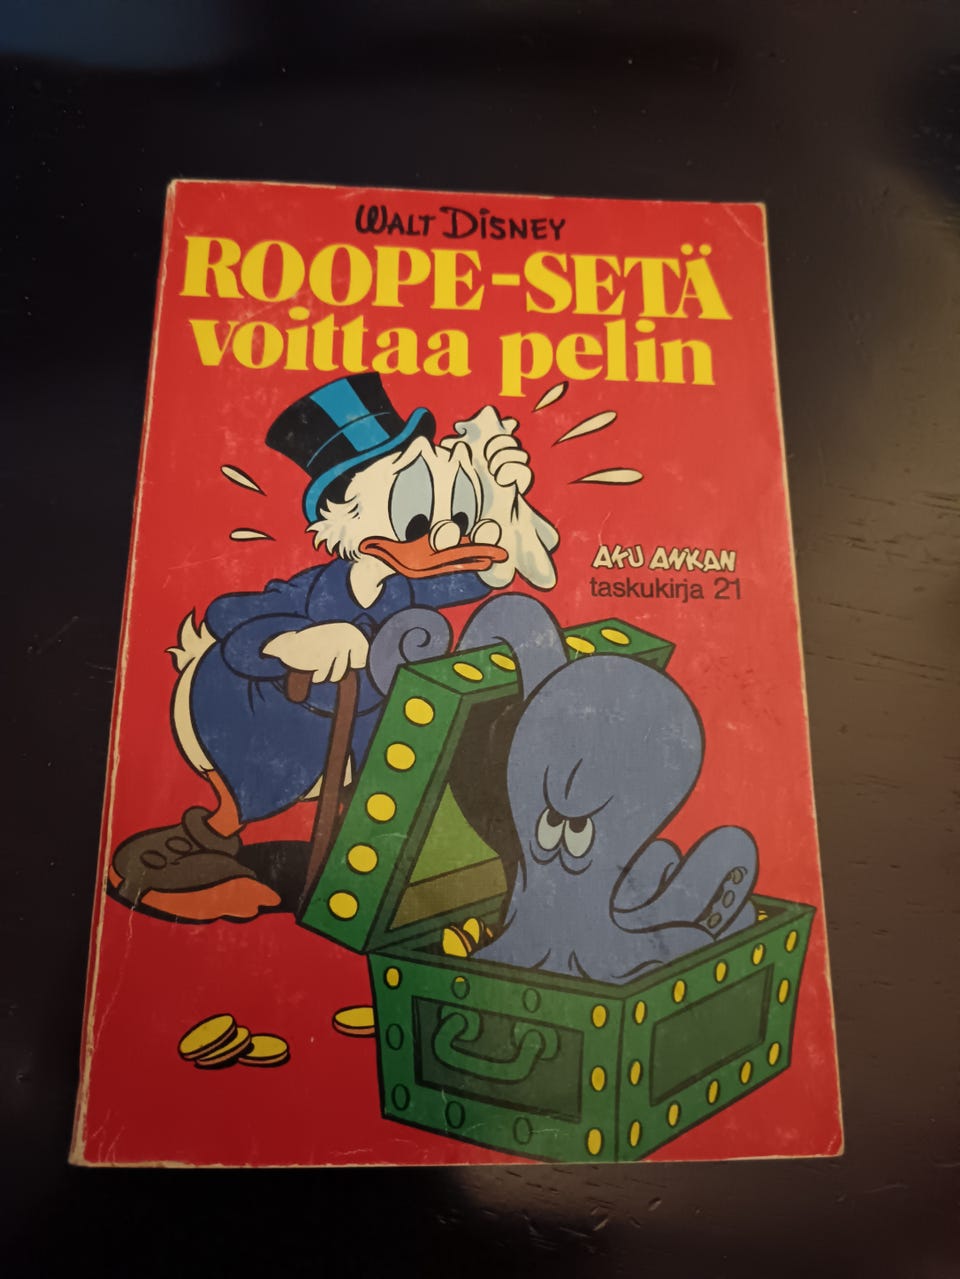 WALT DISNEY
ROOPE-SETÄ
voittaa pelin
AKU ANKAN
taskukirja 21